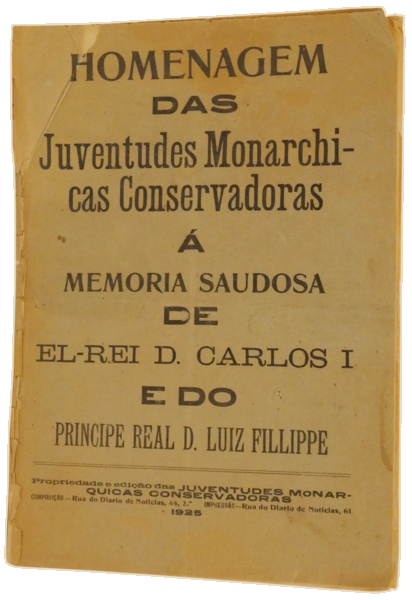 HOMENAGEM
DAS
Juventudes Monarchi-
cas Conservadoras
Á
MEMORIA SAUDOSA
DE
EL-REI D. CARLOS I
E DO
PRINCIPE REAL D. LUIZ FILLIPPE
Propriedade e edição das JUVENTUDES MONAR-
QUICAS CONSERVADORAS
COMPOSIÇÃO—Rua do Diario de Noticias, 44, 2.º IMPRESSÃO—Rua do Diario de Noticias, 61
1925